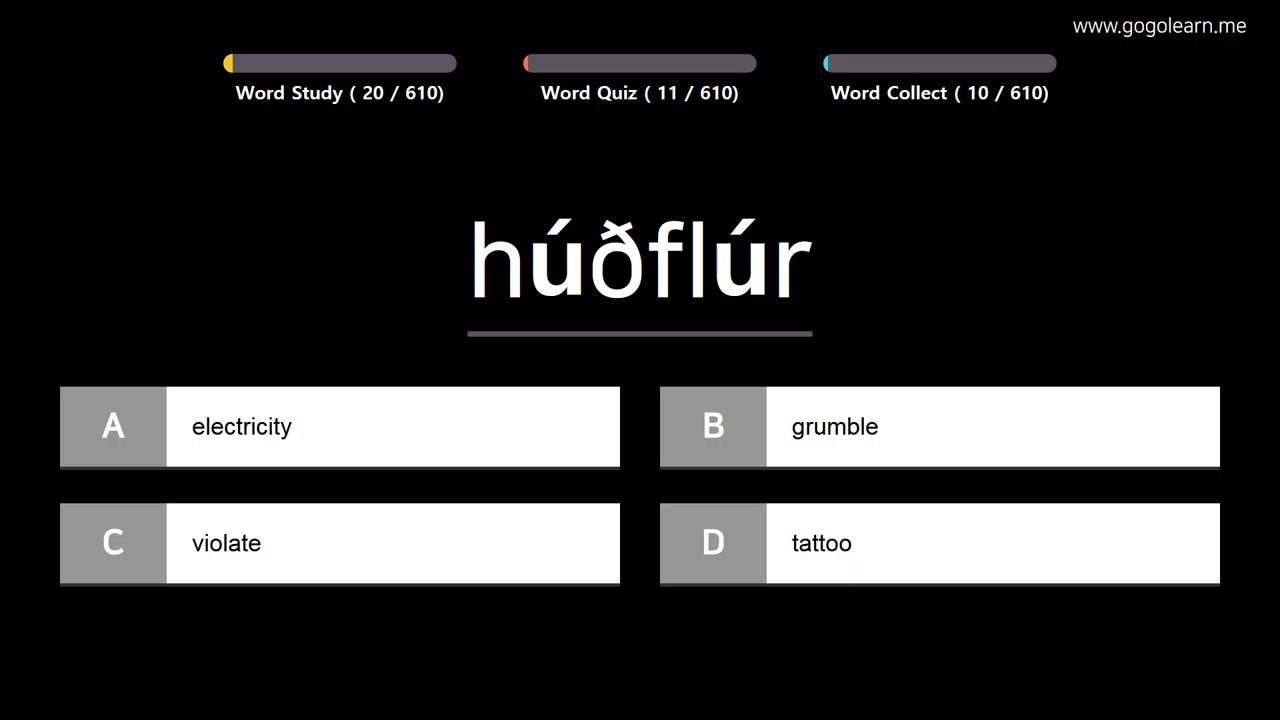 www.gogolearn.me
Word Study ( 20 / 610)
Word Quiz ( 11 / 610)
Word Collect ( 10 / 610)
húðflúr
A electricity
B grumble
C violate
D tattoo